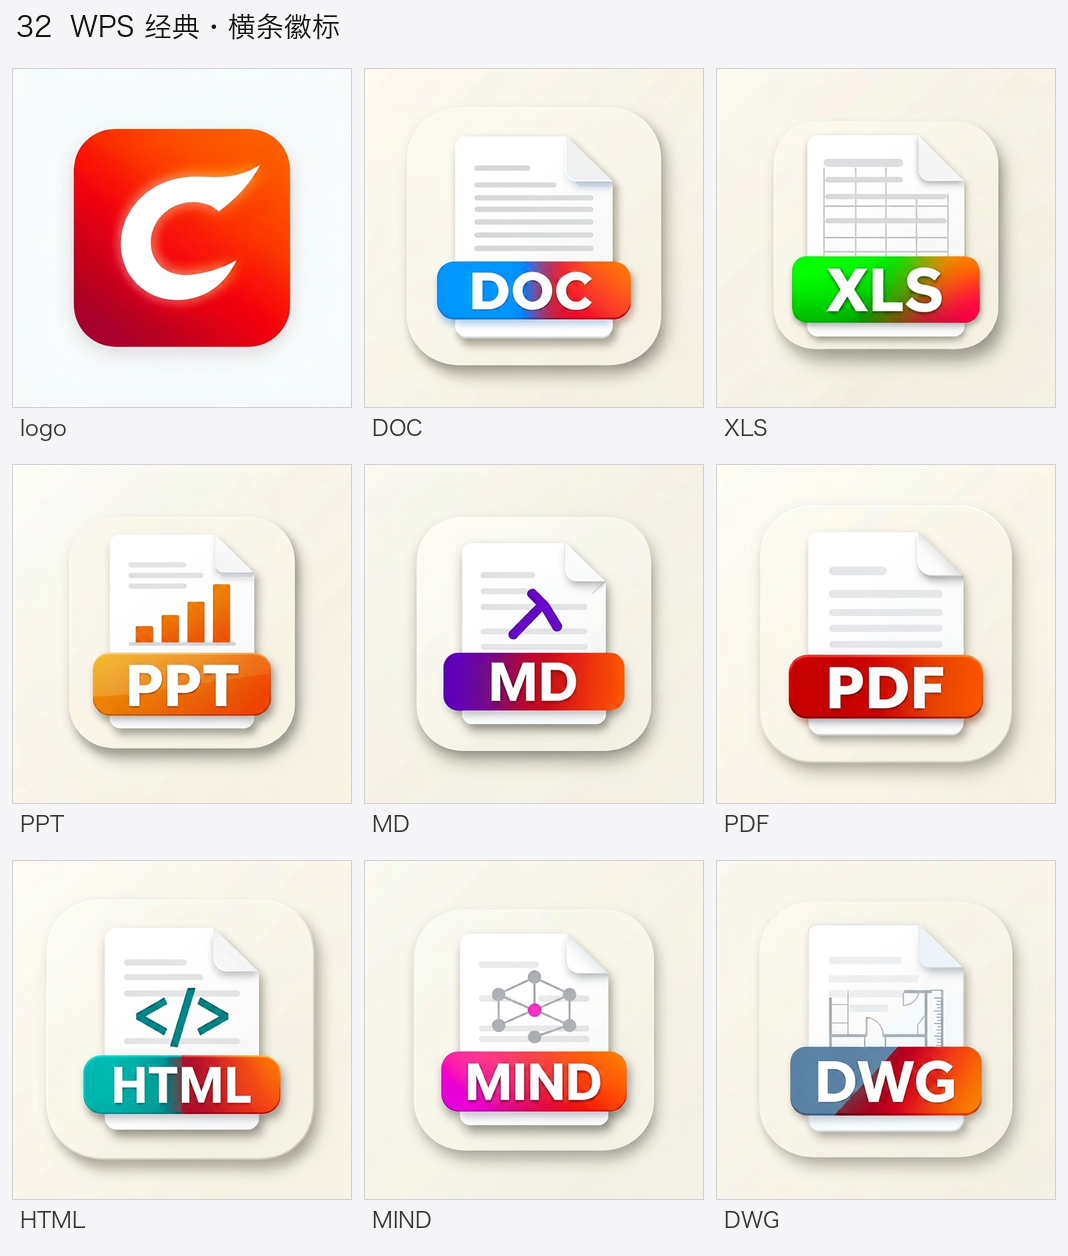 32 WPS 经典·横条徽标
logo
DOC
DOC
XLS
XLS
PPT
PPT
MD
MD
PDF
PDF
HTML
</>
HTML
MIND
MIND
DWG
DWG